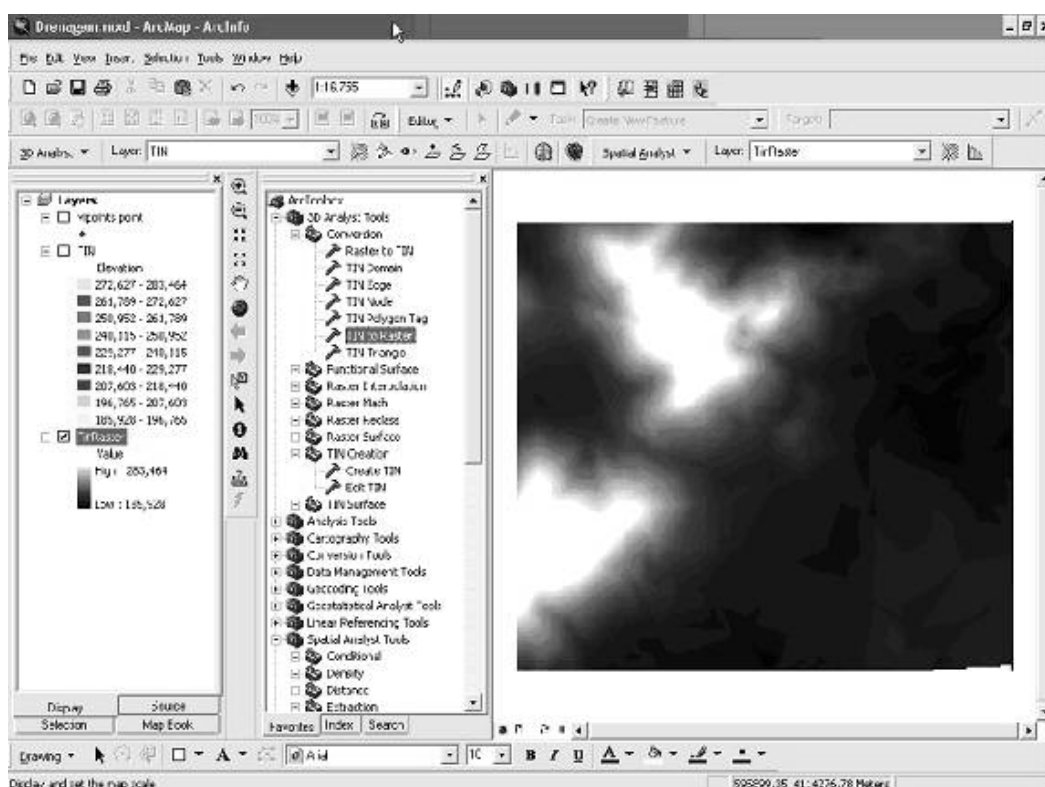 ArcMap - ArcInfo
Edit View Insert Selection Tools Window Help
1:16.755
100% Editor Task: Create New Feature Target:
3D Analyst Layer: TIN Spatial Analyst Layer: TinRaster
Layers
vipoints point
TIN
Elevation
272,627 - 283,464
261,789 - 272,627
250,952 - 261,789
240,115 - 250,952
229,277 - 240,115
218,440 - 229,277
207,603 - 218,440
196,765 - 207,603
185,928 - 196,765
TinRaster
Value
High : 283,464
Low : 185,928
Display Source
Selection Map Book
ArcToolbox
3D Analyst Tools
Conversion
Raster to TIN
TIN Domain
TIN Edge
TIN Node
TIN Polygon Tag
TIN to Raster
TIN Triangle
Functional Surface
Raster Interpolation
Raster Math
Raster Reclass
Raster Surface
TIN Creation
Create TIN
Edit TIN
TIN Surface
Analysis Tools
Cartography Tools
Conversion Tools
Data Management Tools
Geocoding Tools
Geostatistical Analyst Tools
Linear Referencing Tools
Spatial Analyst Tools
Conditional
Density
Distance
Extraction
Favorites Index Search
Drawing A Arial 10 B I U A
Display and set the map scale